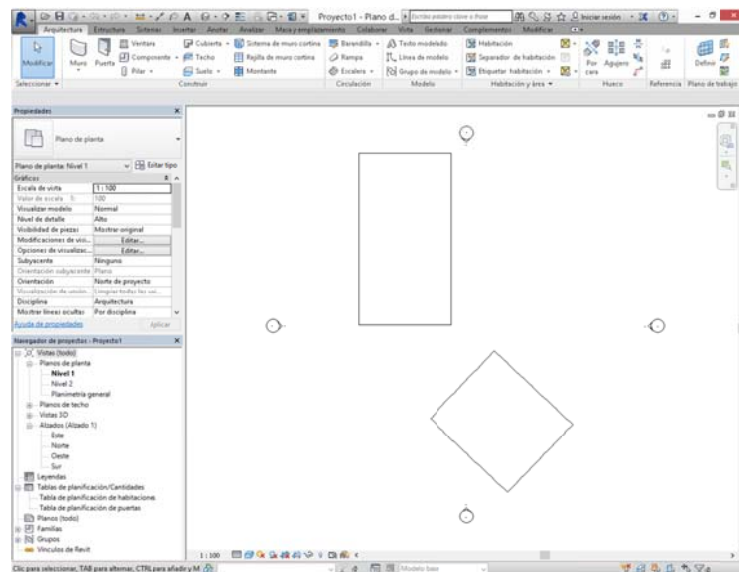 Proyecto1 - Plano d...
Iniciar sesión
Arquitectura Estructura Sistemas Insertar Anotar Analizar Masa y emplazamiento Colaborar Vista Gestionar Complementos Modificar
Modificar
Muro
Puerta
Ventana
Componente
Pilar
Cubierta
Techo
Suelo
Sistema de muro cortina
Rejilla de muro cortina
Montante
Barandilla
Rampa
Escalera
Texto modelado
Línea de modelo
Grupo de modelo
Habitación
Separador de habitación
Etiquetar habitación
Por cara
Agujero
Definir
Seleccionar
Construir
Circulación
Modelo
Habitación y área
Hueco
Referencia
Plano de trabajo
Propiedades
Plano de planta
Plano de planta: Nivel 1
Editar tipo
Gráficos
Escala de vista 1 : 100
Valor de escala 1: 100
Visualizar modelo Normal
Nivel de detalle Alto
Visibilidad de piezas Mostrar original
Modificaciones de visi... Editar...
Opciones de visualizac... Editar...
Subyacente Ninguno
Orientación subyacente Plano
Orientación Norte de proyecto
Disciplina Arquitectura
Mostrar líneas ocultas Por disciplina
Ayuda de propiedades
Aplicar
Navegador de proyectos - Proyecto1
Vistas (todo)
Planos de planta
Nivel 1
Nivel 2
Planimetría general
Planos de techo
Vistas 3D
Alzados (Alzado 1)
Este
Norte
Oeste
Sur
Leyendas
Tablas de planificación/Cantidades
Tabla de planificación de habitaciones
Tabla de planificación de puertas
Planos (todo)
Familias
Grupos
Vínculos de Revit
1 : 100
Clic para seleccionar, TAB para alternar, CTRL para añadir y M
Modelo base